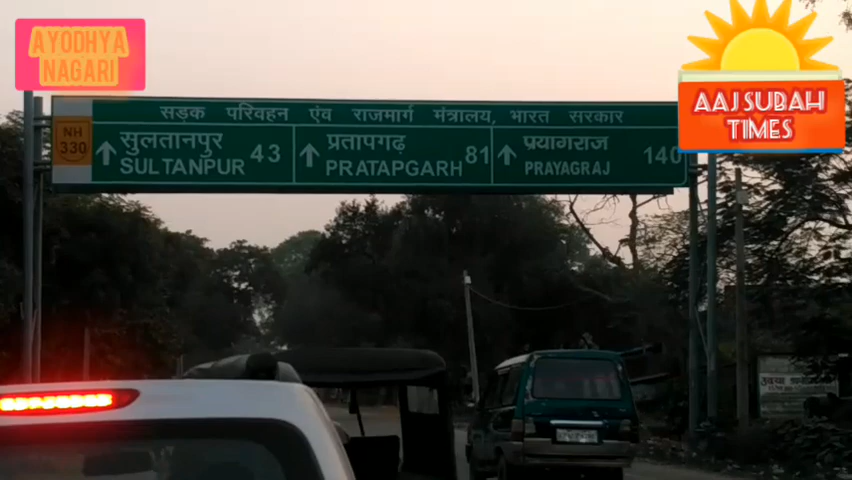 AYODHYA
NAGARI
AAJ SUBAH
TIMES
सड़क परिवहन एंव राजमार्ग मंत्रालय, भारत सरकार
NH
330
सुलतानपुर
SULTANPUR 43
प्रतापगढ़
PRATAPGARH 81
प्रयागराज
PRAYAGRAJ 140